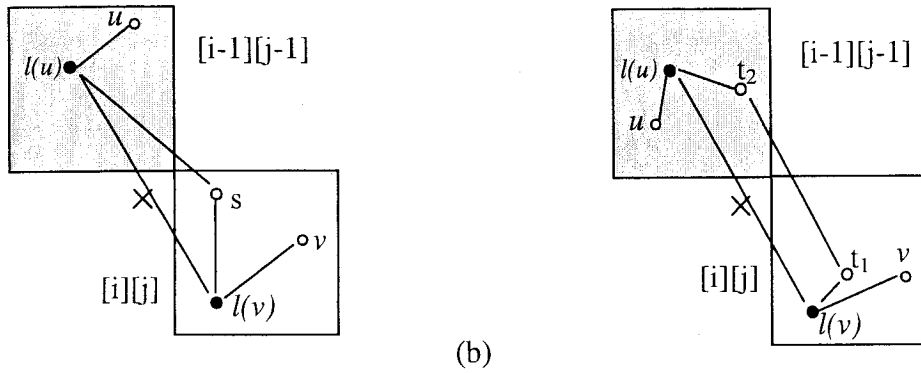 u
l(u)
[i-1][j-1]
s
v
[i][j]
l(v)
l(u)
t2
[i-1][j-1]
u
t1
v
[i][j]
l(v)
(b)